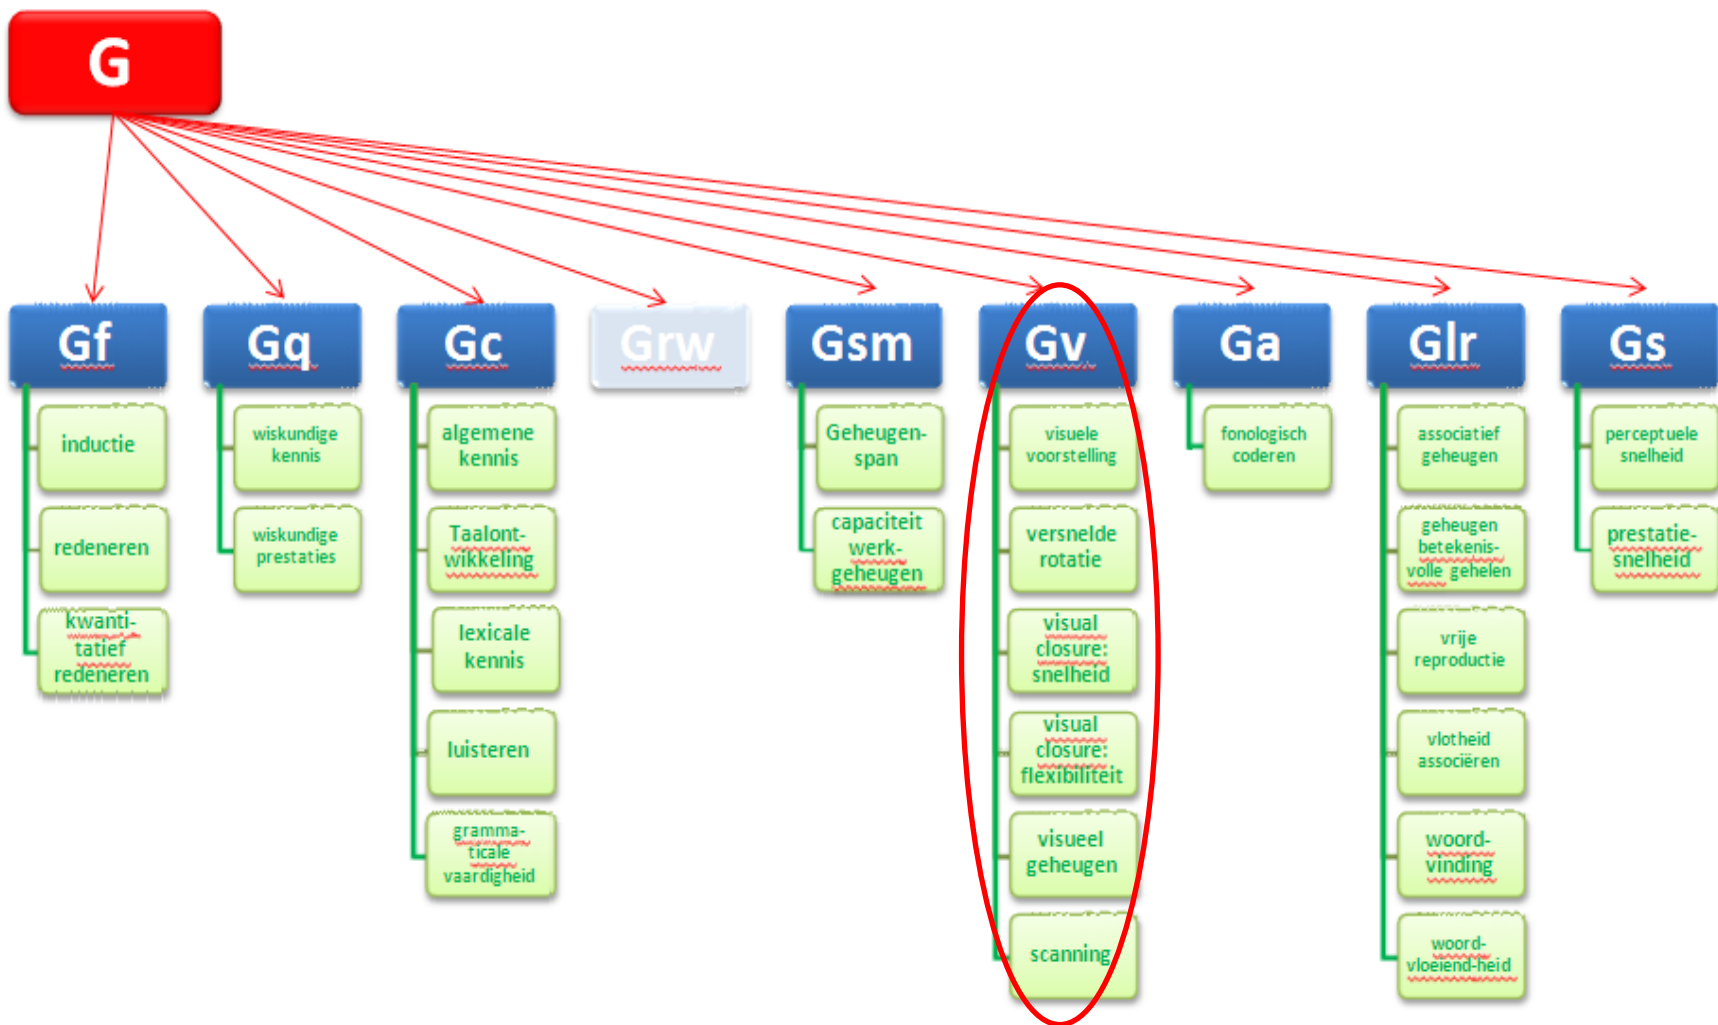 G
Gf
Gq
Gc
Grw
Gsm
Gv
Ga
Glr
Gs
inductie
redeneren
kwanti-
tatief
redeneren
wiskundige
kennis
wiskundige
prestaties
algemene
kennis
Taalont-
wikkeling
lexicale
kennis
luisteren
gramma-
ticale
vaardigheid
Geheugen-
span
capaciteit
werk-
geheugen
visuele
voorstelling
versnelde
rotatie
visual
closure:
snelheid
visual
closure:
flexibiliteit
visueel
geheugen
scanning
fonologisch
coderen
associatief
geheugen
geheugen
betekenis-
volle gehelen
vrije
reproductie
vlotheid
associëren
woord-
vinding
woord-
vloeiend-heid
perceptuele
snelheid
prestatie-
snelheid